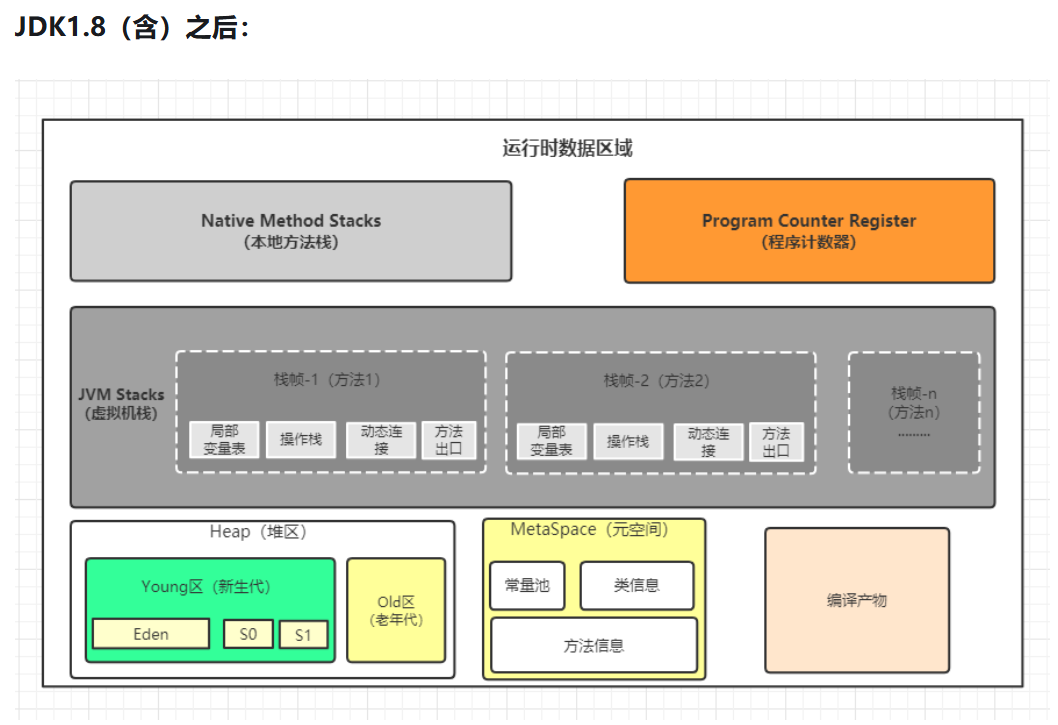 JDK1.8（含）之后：
运行时数据区域
Native Method Stacks
（本地方法栈）
Program Counter Register
（程序计数器）
JVM Stacks
（虚拟机栈）
栈帧-1（方法1）
局部
变量表
操作栈
动态连
接
方法
出口
栈帧-2（方法2）
局部
变量表
操作栈
动态连
接
方法
出口
栈帧-n
（方法n）
.........
Heap（堆区）
Young区（新生代）
Eden
S0
S1
Old区
（老年代）
MetaSpace（元空间）
常量池
类信息
方法信息
编译产物